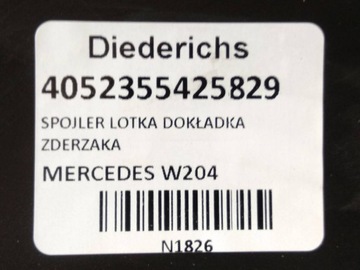 Diederichs
4052355425829
SPOJLER LOTKA DOKŁADKA
ZDERZAKA
MERCEDES W204
N1826